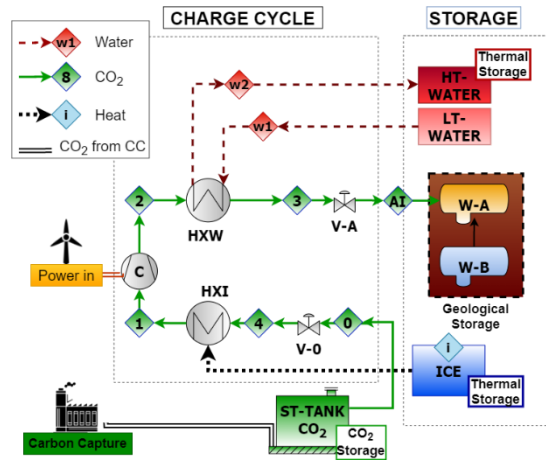 CHARGE CYCLE
STORAGE
w1 Water
8 CO₂
i Heat
CO₂ from CC
w2
w1
HT-
WATER
Thermal
Storage
LT-
WATER
2
HXW
3
V-A
AI
W-A
W-B
Geological
Storage
Power in
C
1
HXI
4
V-0
0
i
ICE
Thermal
Storage
ST-TANK
CO₂
CO₂
Storage
Carbon Capture